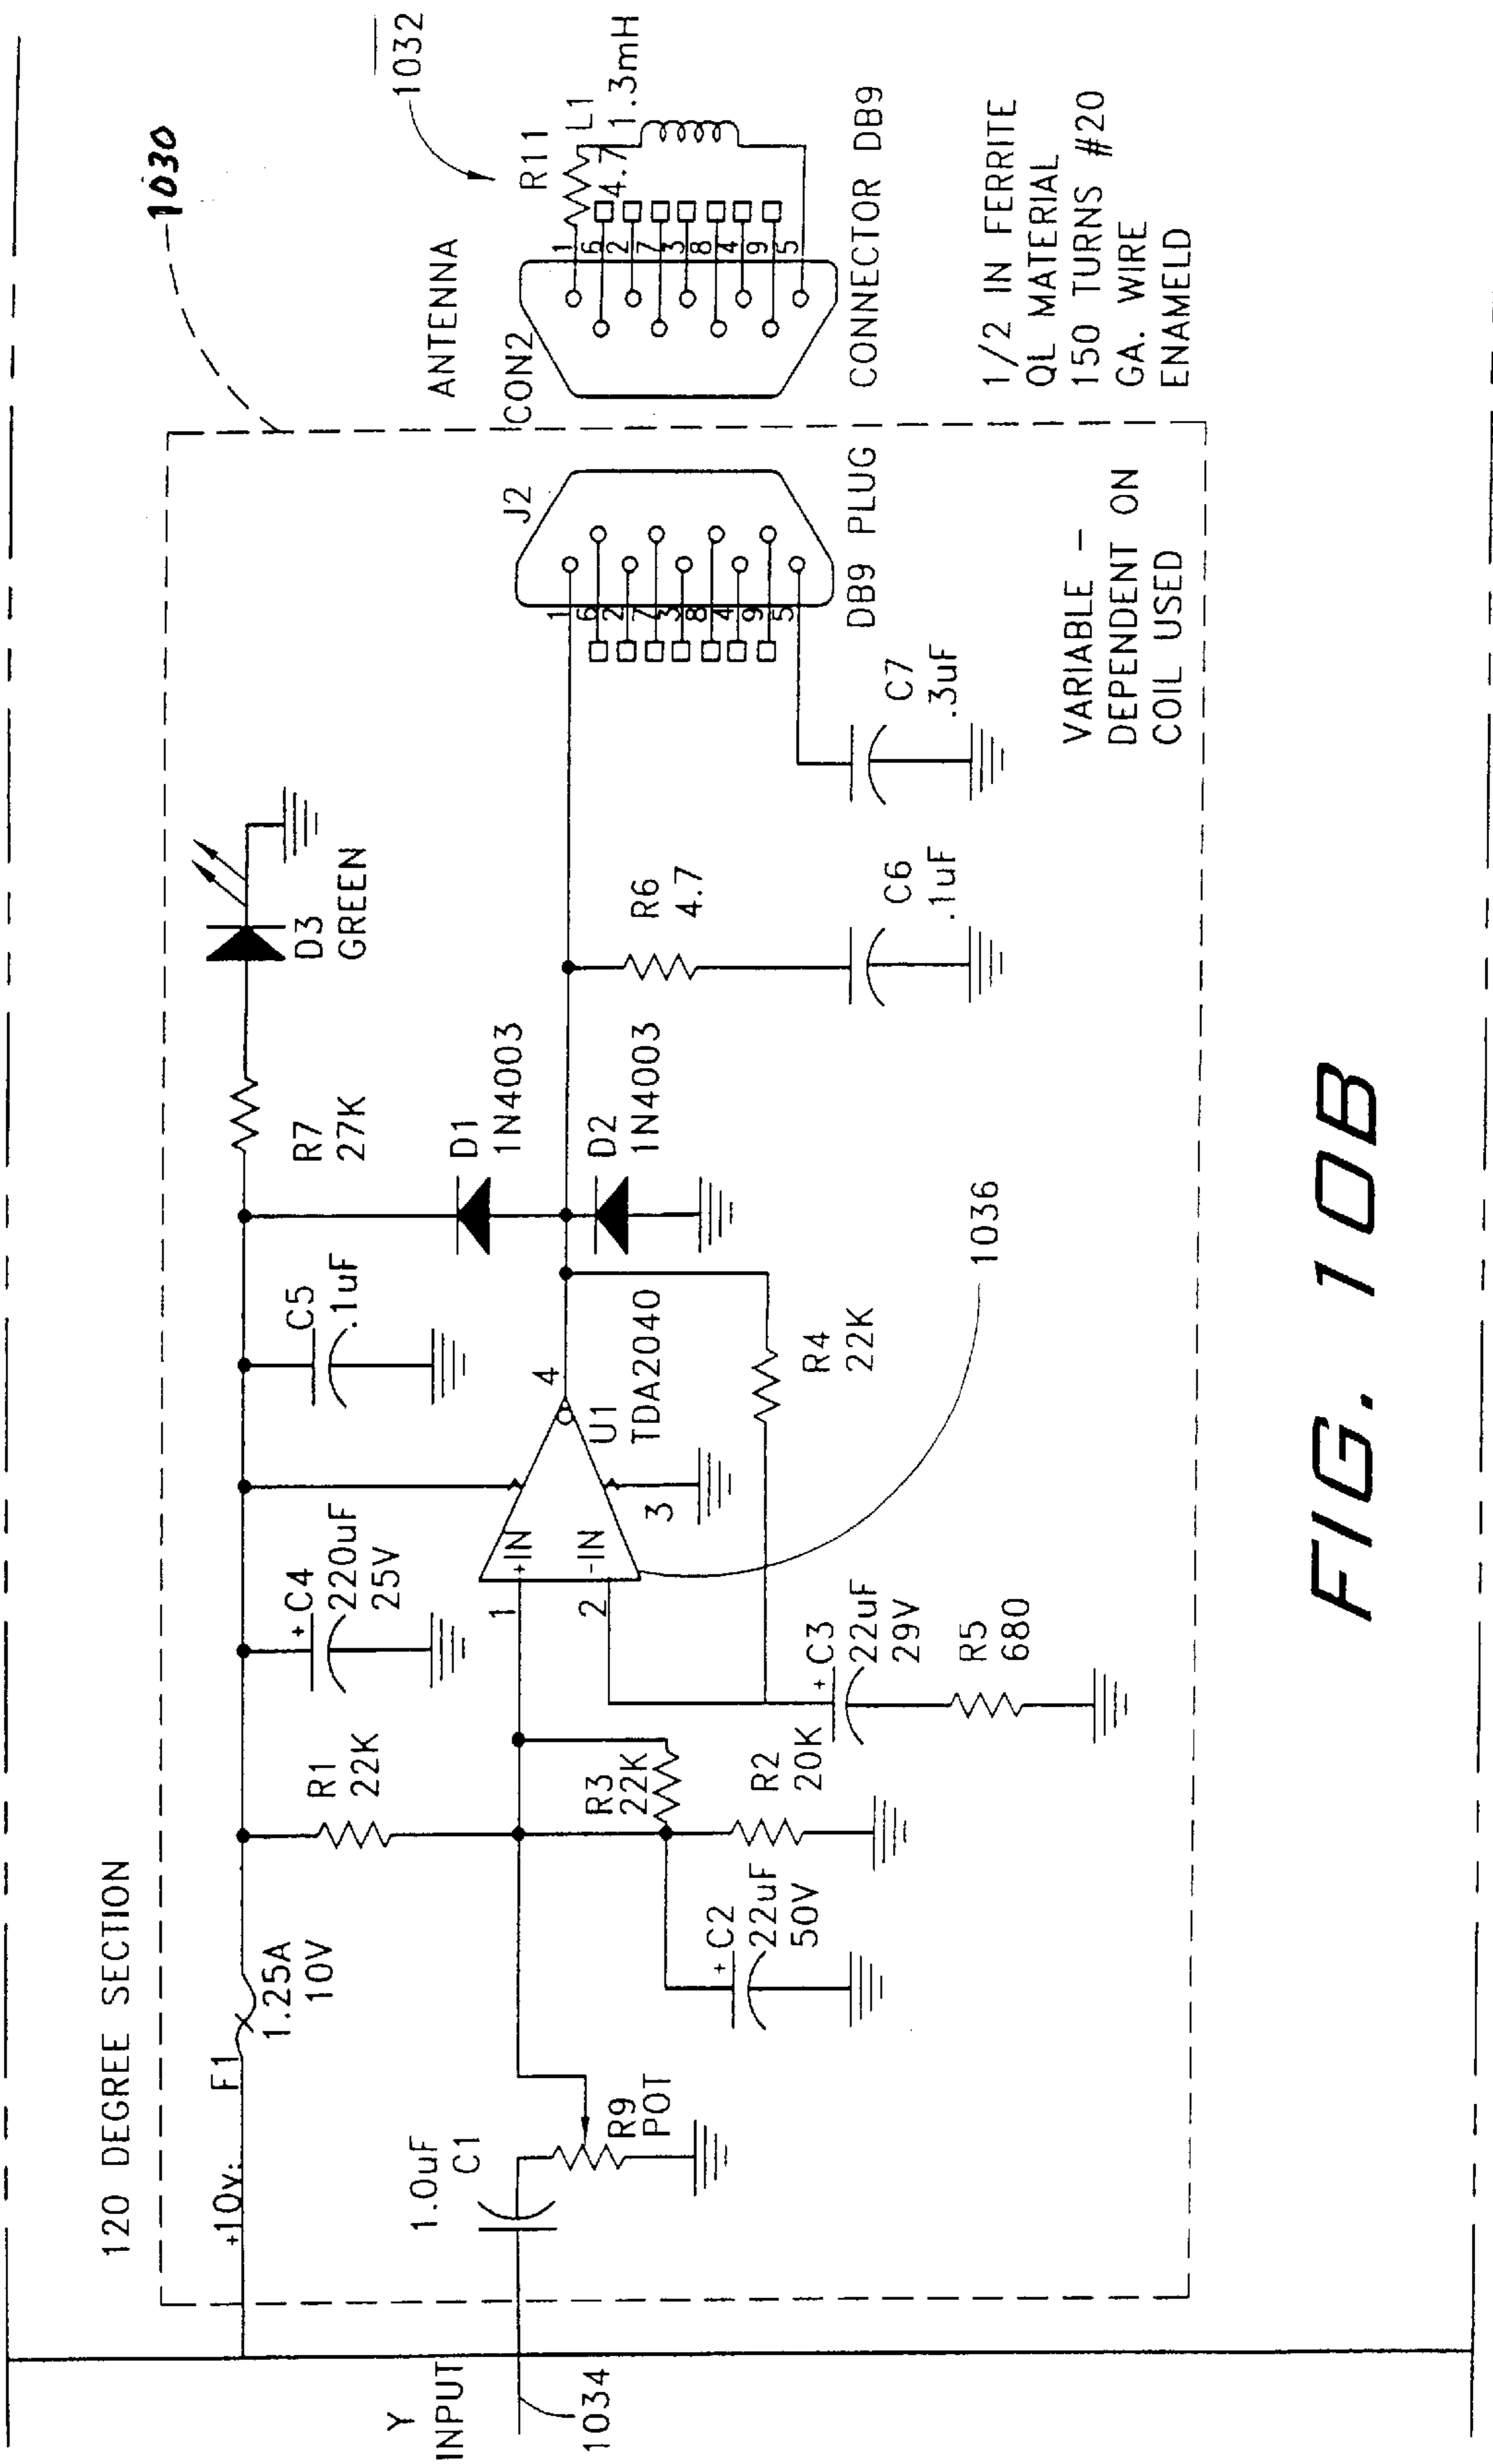 120 DEGREE SECTION
1030
+10v.
F1
1.25A
10V
R1
22K
+
C4
220uF
25V
C5
.1uF
R7
27K
D3
GREEN
Y
INPUT
1034
1.0uF
C1
R9
POT
+
C2
22uF
50V
R3
22K
R2
20K
1
2
+IN
-IN
3
4
U1
TDA2040
+
C3
22uF
29V
R5
680
R4
22K
1036
D1
1N4003
D2
1N4003
R6
4.7
C6
.1uF
C7
.3uF
J2
1
6
2
7
3
8
4
9
5
DB9 PLUG
VARIABLE –
DEPENDENT ON
COIL USED
ANTENNA
CON2
1
6
2
7
3
8
4
9
5
R11
4.7
L1
1.3mH
1032
CONNECTOR DB9
1/2 IN FERRITE
QL MATERIAL
150 TURNS #20
GA. WIRE
ENAMELD
FIG. 10B